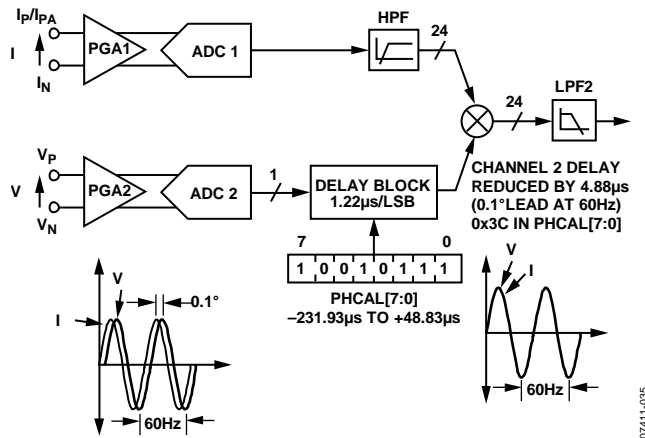 IP/IPA
I
IN
PGA1
ADC 1
HPF
24
24
LPF2
VP
V
VN
PGA2
ADC 2
1
DELAY BLOCK
1.22µs/LSB
CHANNEL 2 DELAY
REDUCED BY 4.88µs
(0.1°LEAD AT 60Hz)
0x3C IN PHCAL[7:0]
7 0
1 0 0 1 0 1 1 1
PHCAL[7:0]
–231.93µs TO +48.83µs
V
I
0.1°
60Hz
V
I
60Hz
07411-035